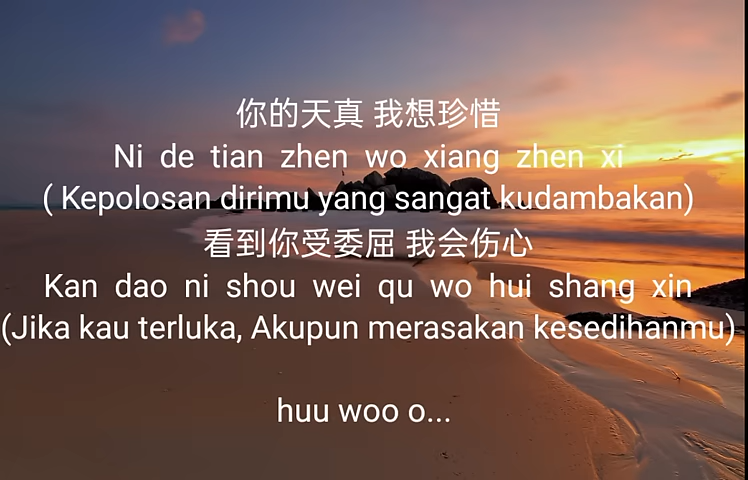 你的天真 我想珍惜
Ni de tian zhen wo xiang zhen xi
( Kepolosan dirimu yang sangat kudambakan)
看到你受委屈 我会伤心
Kan dao ni shou wei qu wo hui shang xin
(Jika kau terluka, Akupun merasakan kesedihanmu)
huu woo o...